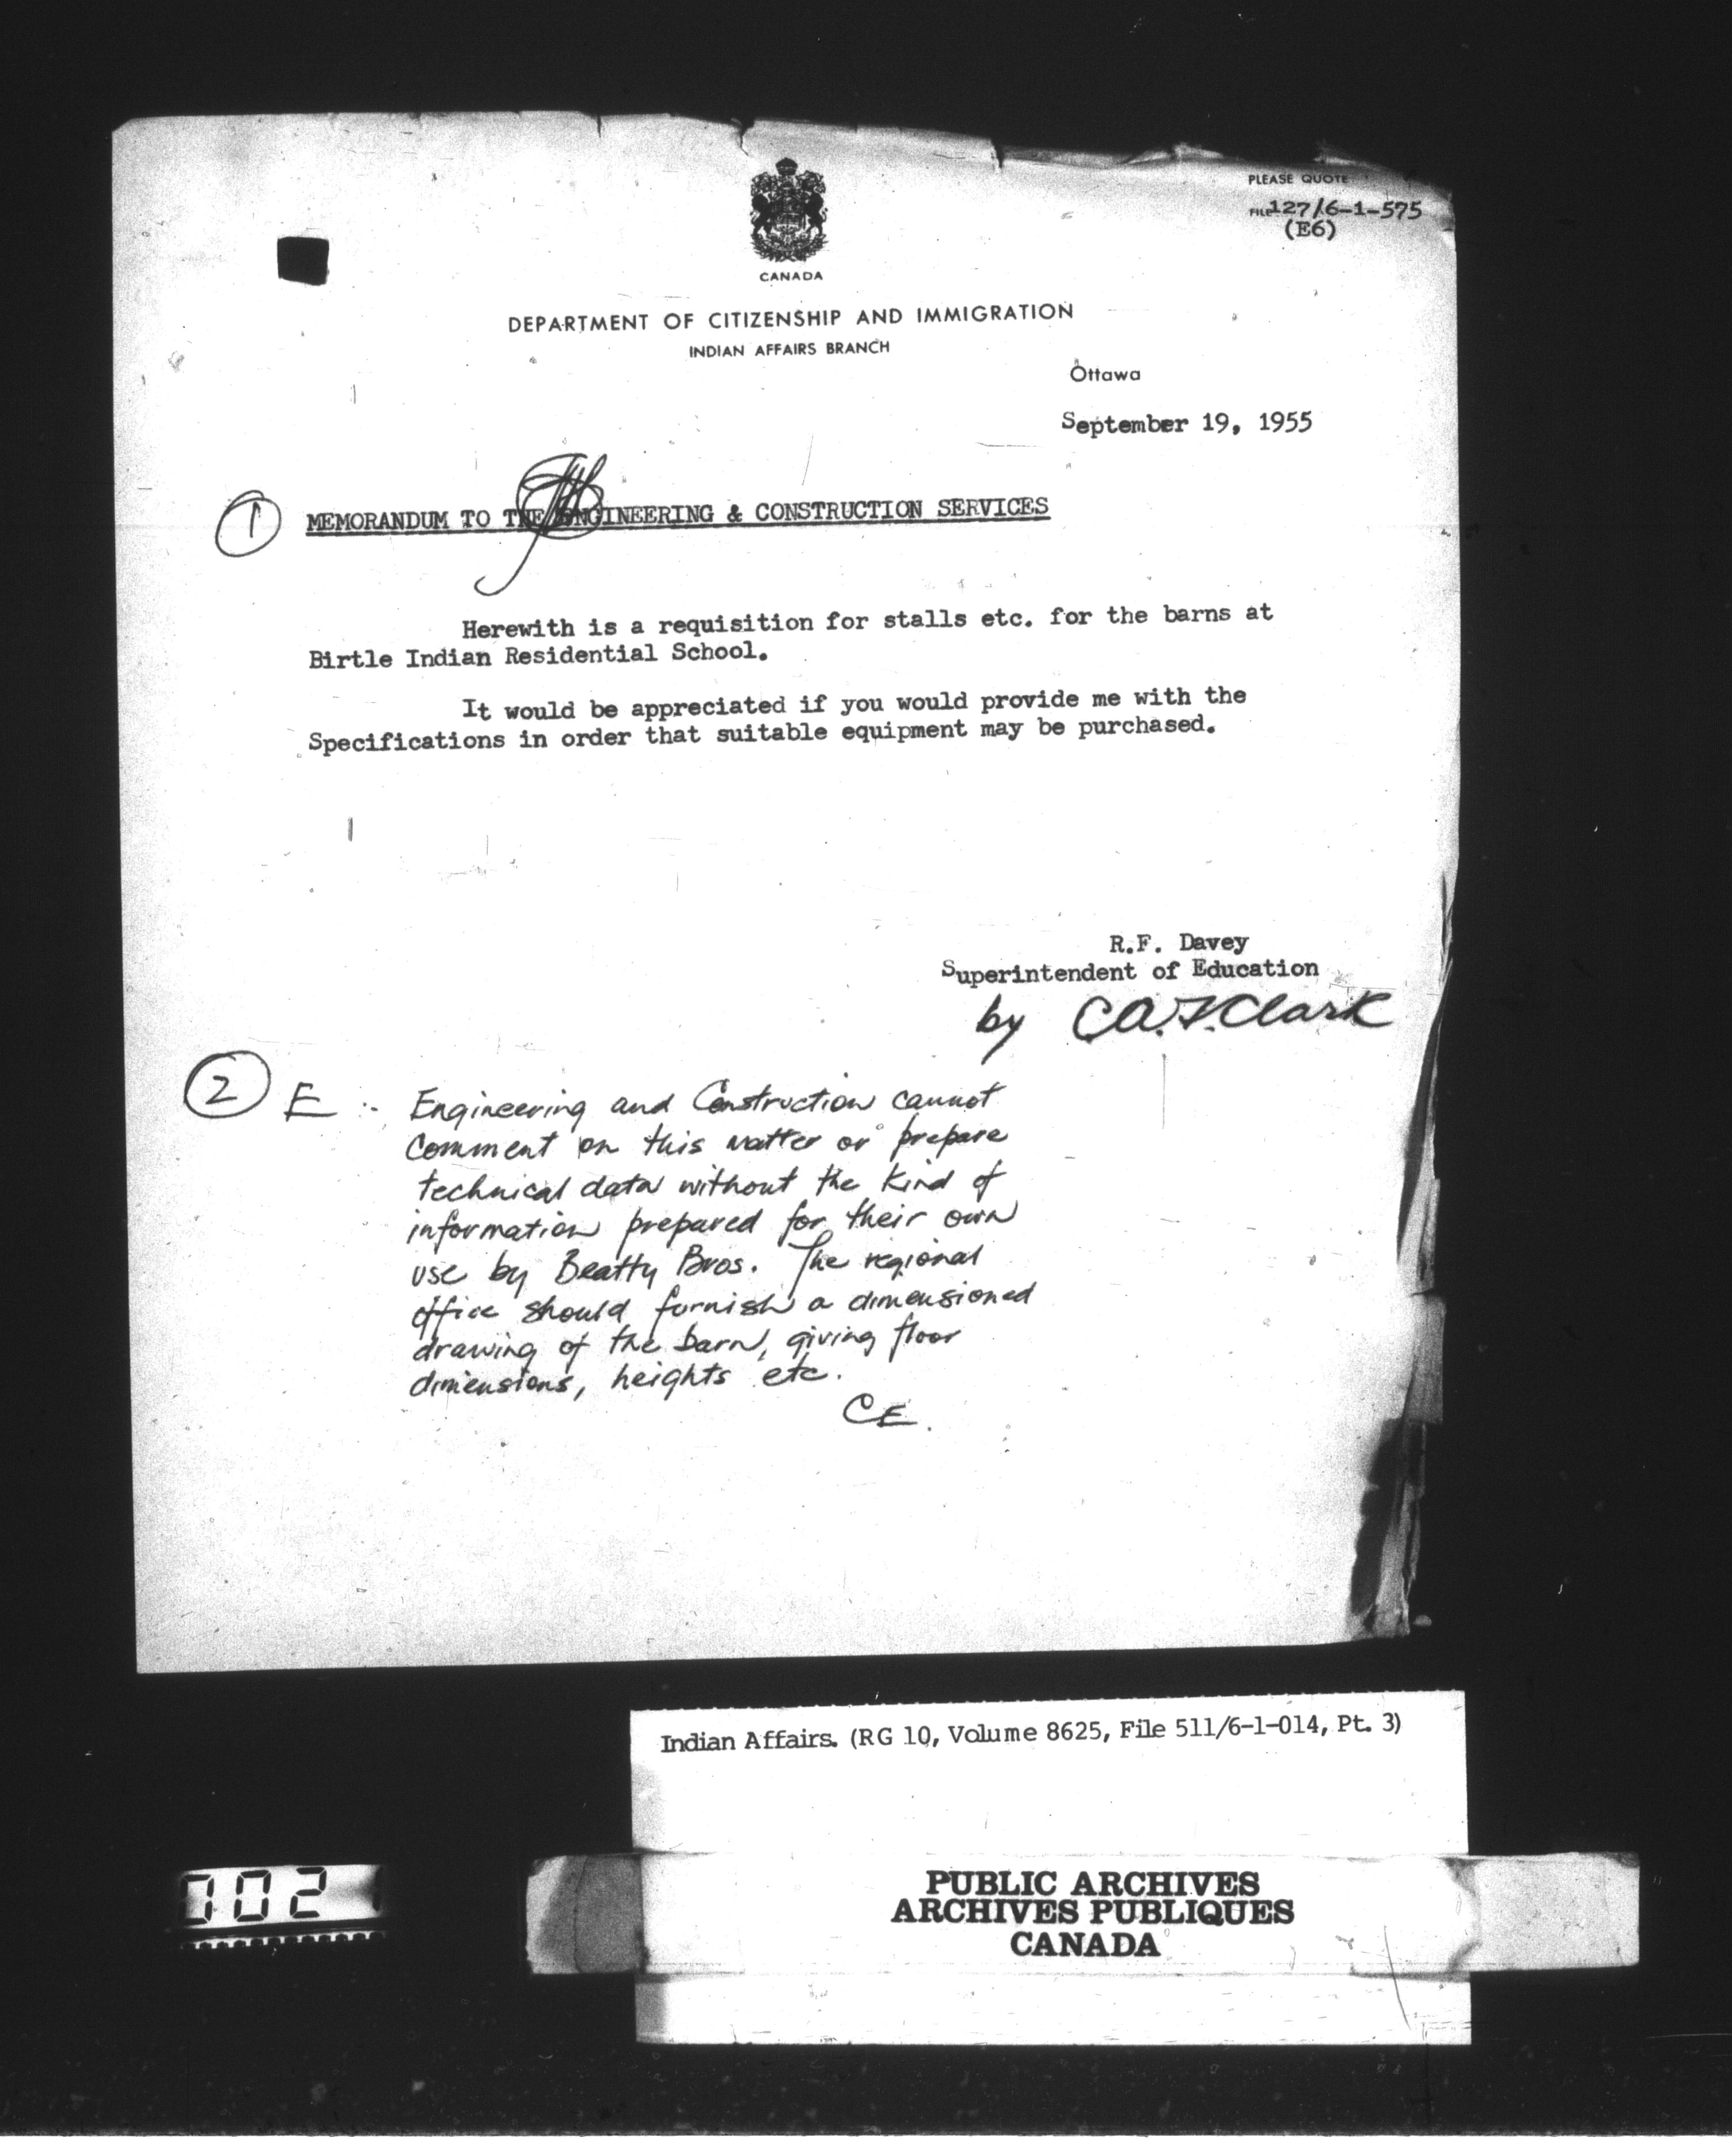 PLEASE QUOTE
FILE 127/6-1-575
(E6)
CANADA
DEPARTMENT OF CITIZENSHIP AND IMMIGRATION
INDIAN AFFAIRS BRANCH
Ottawa
September 19, 1955
1 MEMORANDUM TO THE ENGINEERING & CONSTRUCTION SERVICES
Herewith is a requisition for stalls etc. for the barns at
Birtle Indian Residential School.
It would be appreciated if you would provide me with the
Specifications in order that suitable equipment may be purchased.
R.F. Davey
Superintendent of Education
by C.A.F. Clark
2 E :- Engineering and Construction cannot
comment on this matter or prepare
technical data without the kind of
information prepared for their own
use by Beatty Bros. The regional
office should furnish a dimensioned
drawing of the barn, giving floor
dimensions, heights etc.
CE.
Indian Affairs. (RG 10, Volume 8625, File 511/6-1-014, Pt. 3)
002
PUBLIC ARCHIVES
ARCHIVES PUBLIQUES
CANADA